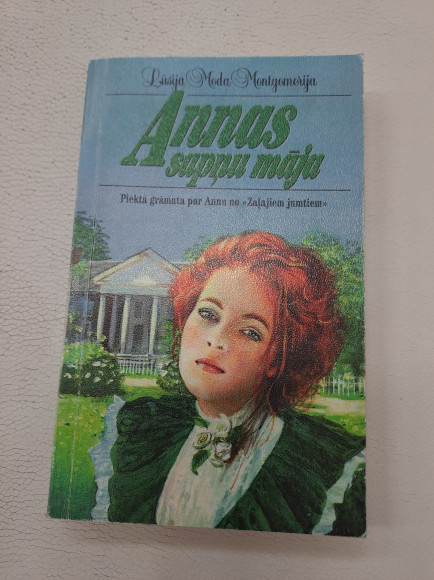 Lūsija Moda Montgomerija
Annas
sapņu māja
Piektā grāmata par Annu no «Zaļajiem jumtiem»